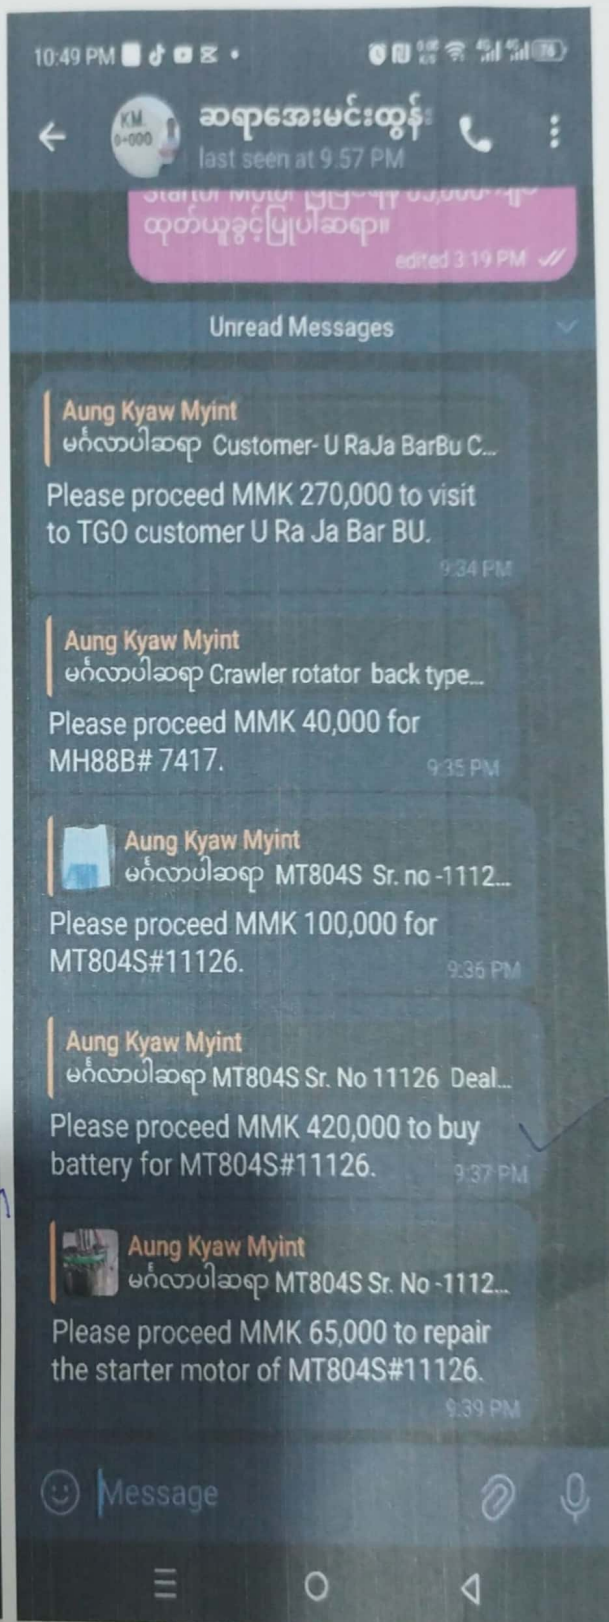 10:49 PM
76
KM
0+000
ဆရာအေးမင်းထွန်း
last seen at 9:57 PM
ထုတ်ယူခွင့်ပြုပါဆရာ။
edited 3:19 PM
Unread Messages
Aung Kyaw Myint
မင်္ဂလာပါဆရာ Customer- U RaJa BarBu C...
Please proceed MMK 270,000 to visit
to TGO customer U Ra Ja Bar BU.
9:34 PM
Aung Kyaw Myint
မင်္ဂလာပါဆရာ Crawler rotator back type...
Please proceed MMK 40,000 for
MH88B# 7417.
9:35 PM
Aung Kyaw Myint
မင်္ဂလာပါဆရာ MT804S Sr. no -1112...
Please proceed MMK 100,000 for
MT804S#11126.
9:36 PM
Aung Kyaw Myint
မင်္ဂလာပါဆရာ MT804S Sr. No 11126 Deal...
Please proceed MMK 420,000 to buy
battery for MT804S#11126.
9:37 PM
Aung Kyaw Myint
မင်္ဂလာပါဆရာ MT804S Sr. No -1112...
Please proceed MMK 65,000 to repair
the starter motor of MT804S#11126.
9:39 PM
Message